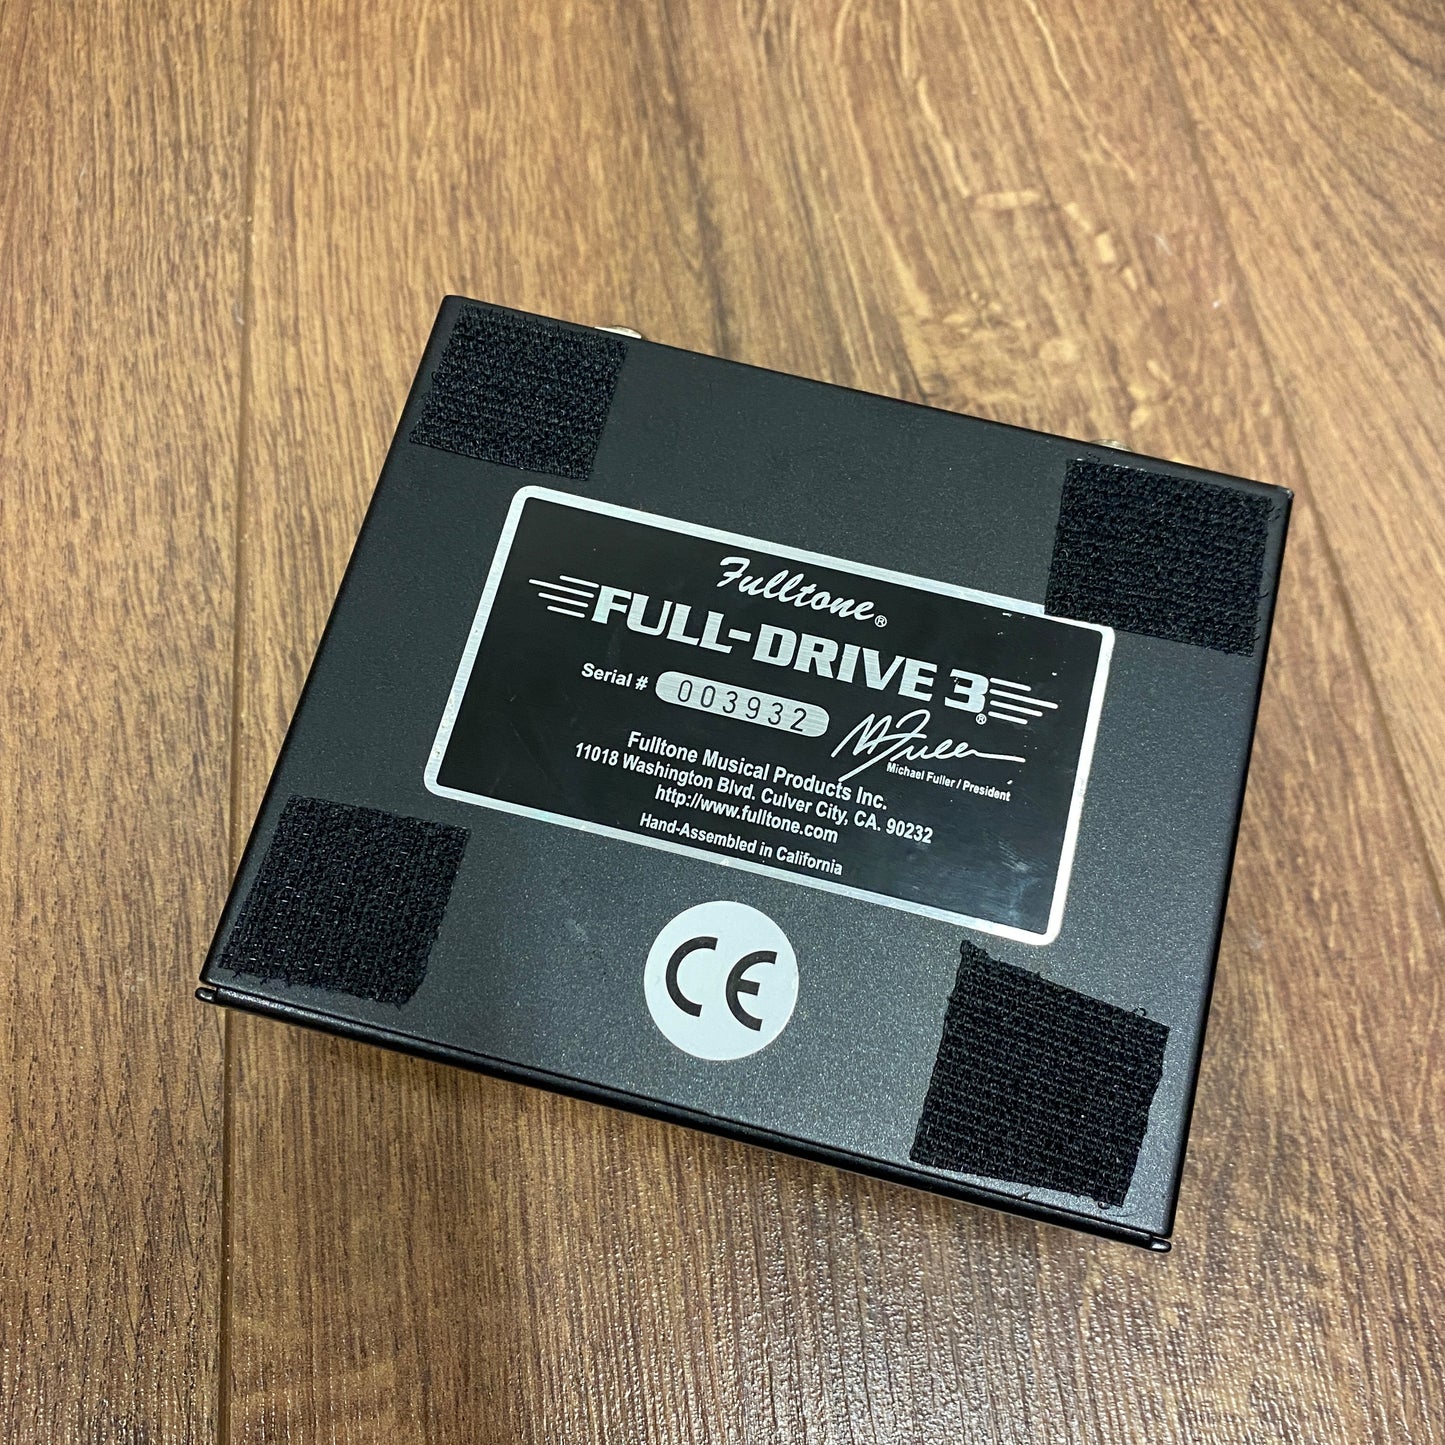 Fulltone®
FULL-DRIVE 3®
Serial # 003932
MFuller
Michael Fuller / President
Fulltone Musical Products Inc.
11018 Washington Blvd. Culver City, CA. 90232
http://www.fulltone.com
Hand-Assembled in California
CE